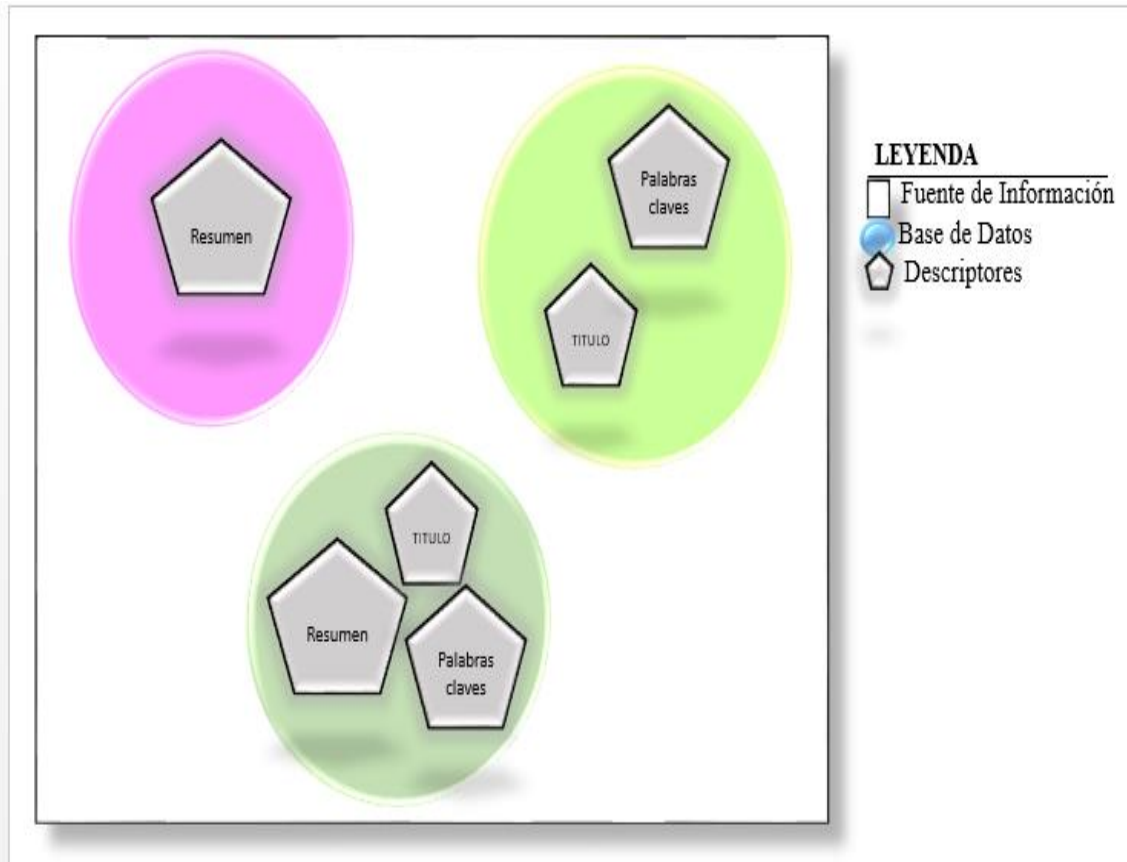 Resumen
Palabras
claves
TITULO
TITULO
Resumen
Palabras
claves
LEYENDA
Fuente de Información
Base de Datos
Descriptores